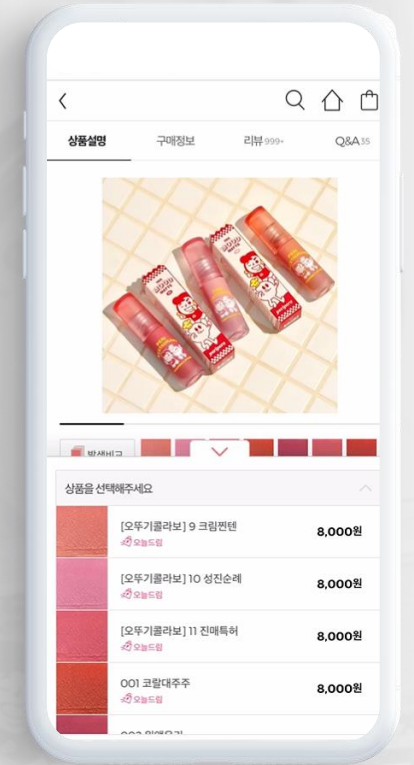 상품설명 구매정보 리뷰 999+ Q&A 35
발색비교
상품을 선택해주세요
[오뚜기콜라보] 9 크림찐텐
8,000원
오늘드림
[오뚜기콜라보] 10 성진순례
8,000원
오늘드림
[오뚜기콜라보] 11 진매특허
8,000원
오늘드림
001 코랄대주주
8,000원
오늘드림